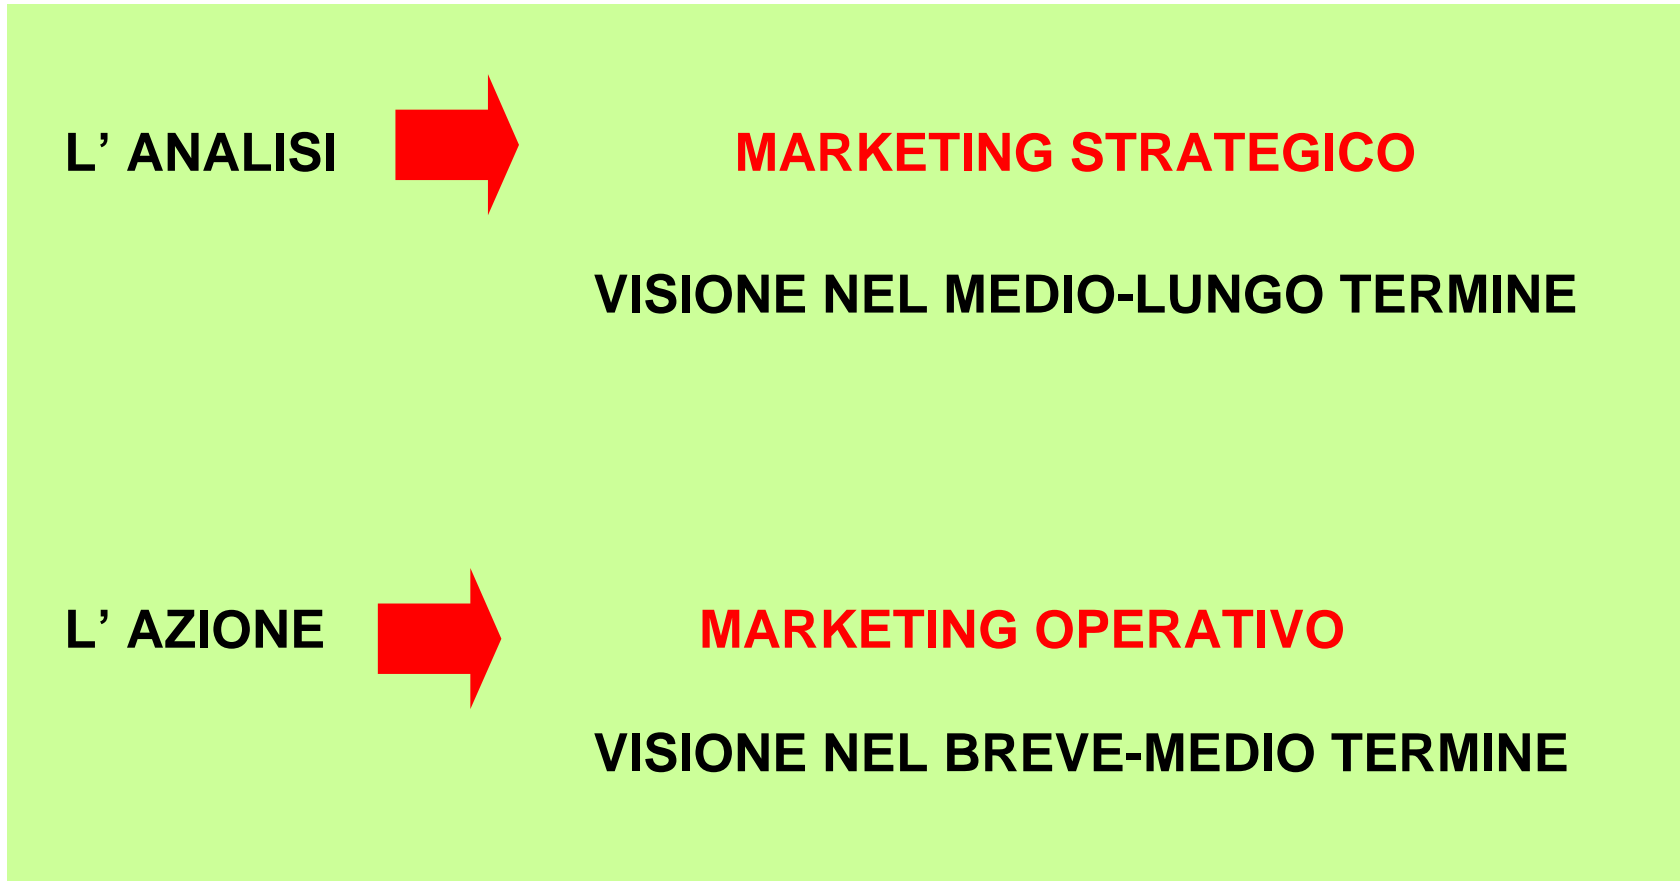 L’ ANALISI MARKETING STRATEGICO
VISIONE NEL MEDIO-LUNGO TERMINE
L’ AZIONE MARKETING OPERATIVO
VISIONE NEL BREVE-MEDIO TERMINE